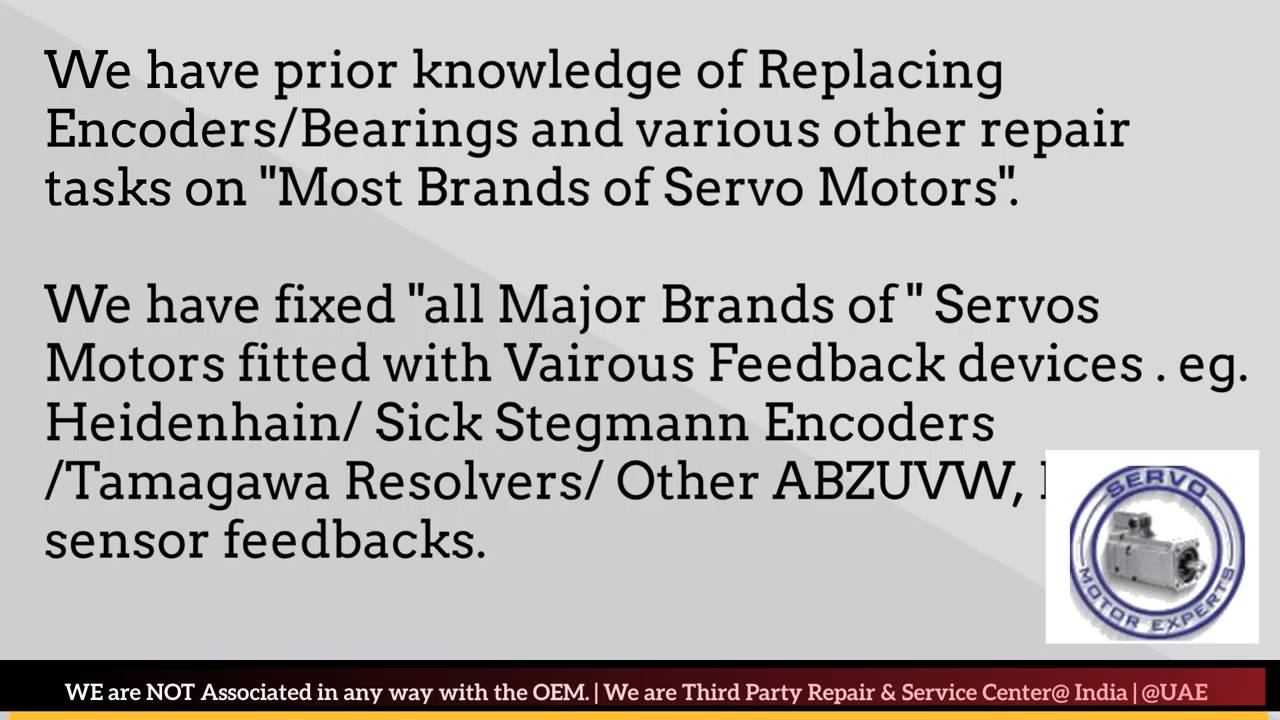 We have prior knowledge of Replacing
Encoders/Bearings and various other repair
tasks on "Most Brands of Servo Motors".
We have fixed "all Major Brands of " Servos
Motors fitted with Vairous Feedback devices . eg.
Heidenhain/ Sick Stegmann Encoders
/Tamagawa Resolvers/ Other ABZUVW,
sensor feedbacks.
SERVO
MOTOR EXPERTS
WE are NOT Associated in any way with the OEM. | We are Third Party Repair & Service Center@ India | @UAE